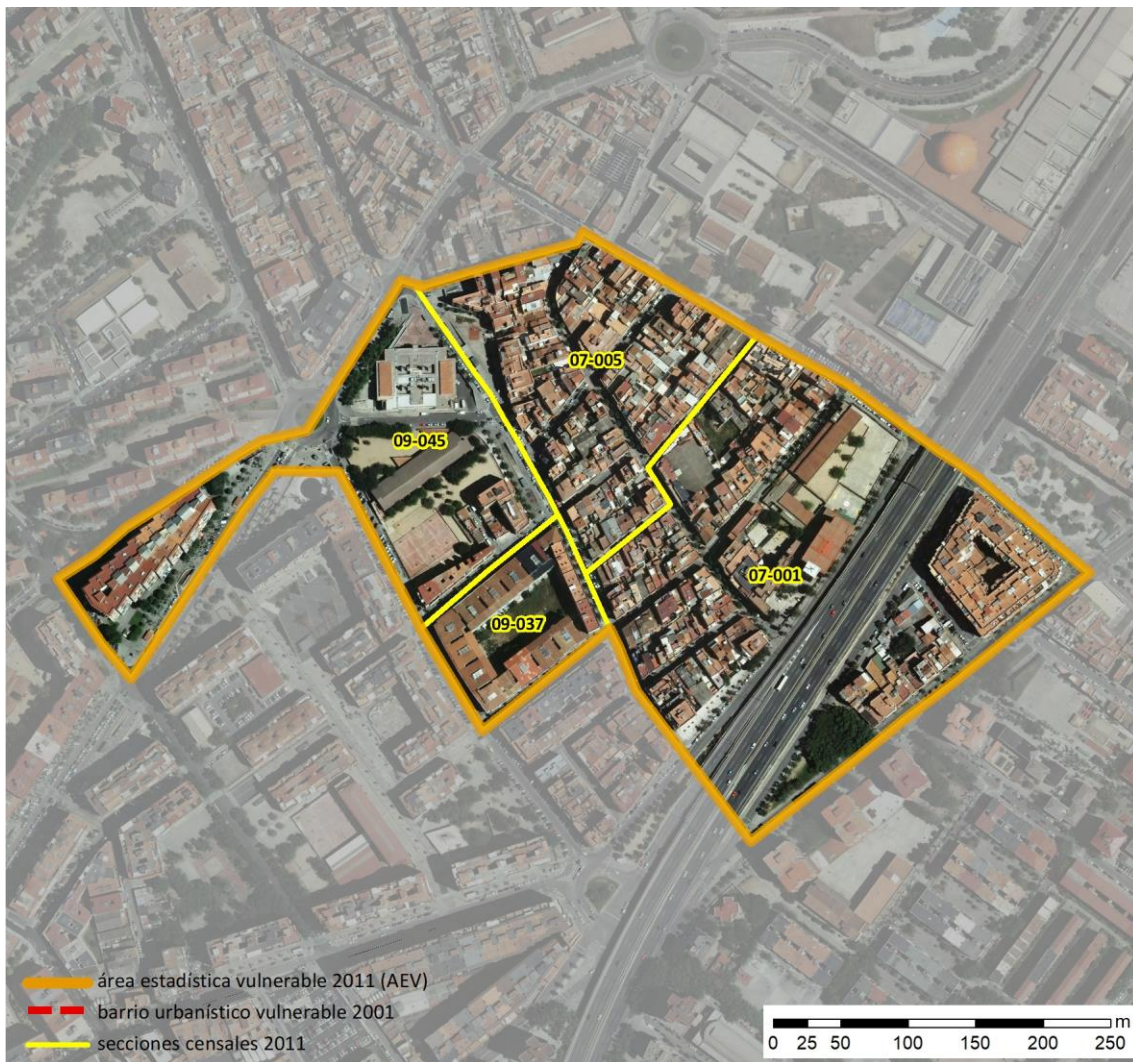 07-005
09-045
07-001
09-037
área estadística vulnerable 2011 (AEV)
barrio urbanístico vulnerable 2001
secciones censales 2011
m
0 25 50 100 150 200 250